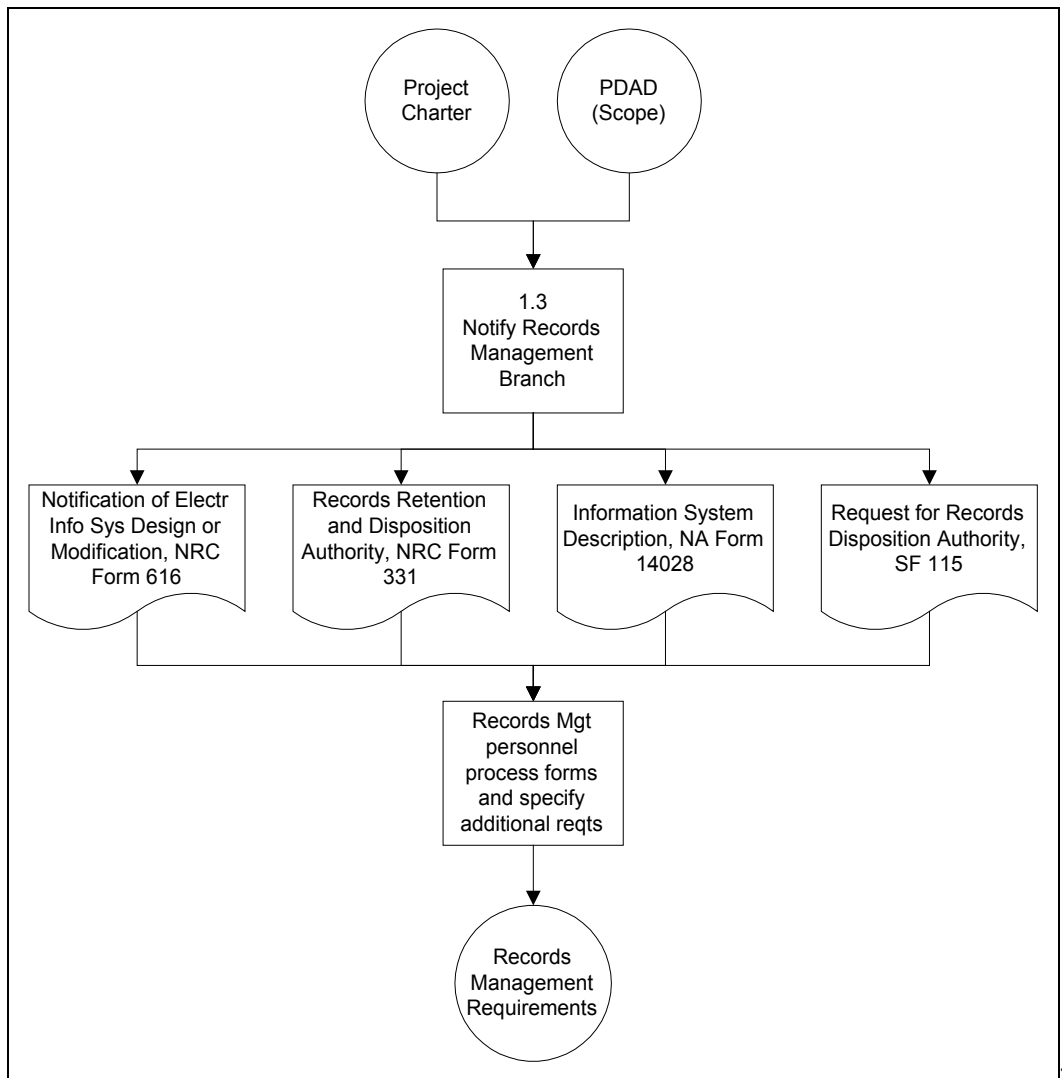 Project
Charter
PDAD
(Scope)
1.3
Notify Records
Management
Branch
Notification of Electr
Info Sys Design or
Modification, NRC
Form 616
Records Retention
and Disposition
Authority, NRC Form
331
Information System
Description, NA Form
14028
Request for Records
Disposition Authority,
SF 115
Records Mgt
personnel
process forms
and specify
additional reqts
Records
Management
Requirements